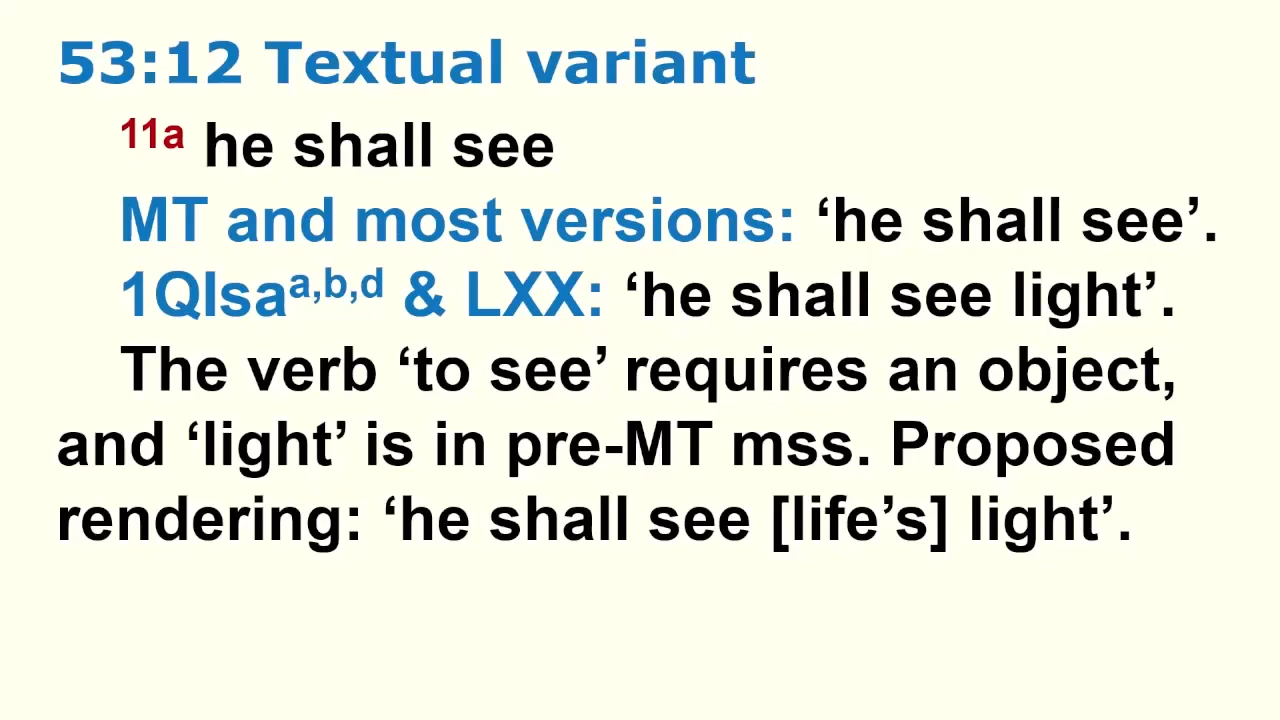 53:12 Textual variant
11a he shall see
MT and most versions: ‘he shall see’.
1QIsaa,b,d & LXX: ‘he shall see light’.
The verb ‘to see’ requires an object,
and ‘light’ is in pre-MT mss. Proposed
rendering: ‘he shall see [life’s] light’.